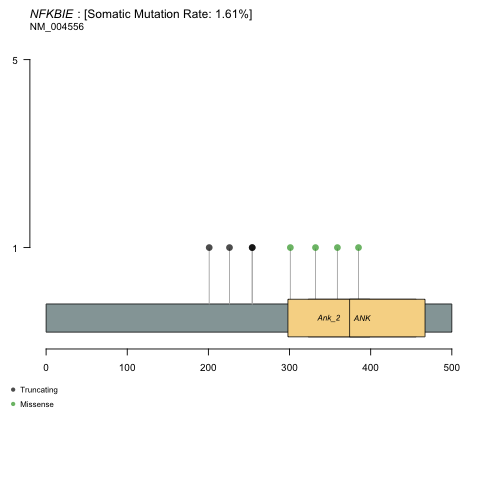 NFKBIE : [Somatic Mutation Rate: 1.61%]
NM_004556
5
1
Ank_2 ANK
0 100 200 300 400 500
Truncating
Missense